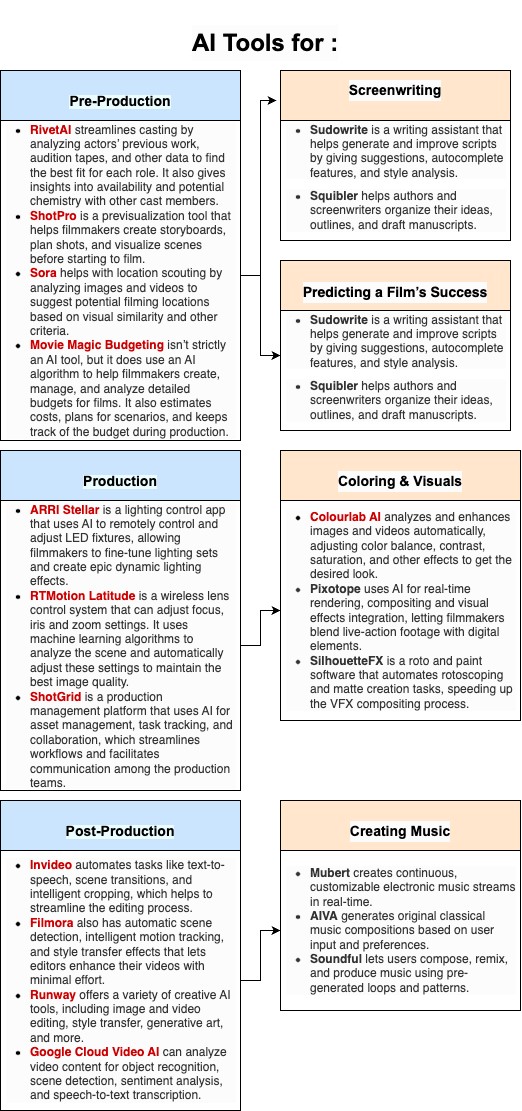 AI Tools for :
Pre-Production
• RivetAI streamlines casting by
analyzing actors' previous work,
audition tapes, and other data to find
the best fit for each role. It also gives
insights into availability and potential
chemistry with other cast members.
• ShotPro is a previsualization tool that
helps filmmakers create storyboards,
plan shots, and visualize scenes
before starting to film.
• Sora helps with location scouting by
analyzing images and videos to
suggest potential filming locations
based on visual similarity and other
criteria.
• Movie Magic Budgeting isn't strictly
an AI tool, but it does use an AI
algorithm to help filmmakers create,
manage, and analyze detailed
budgets for films. It also estimates
costs, plans for scenarios, and keeps
track of the budget during production.
Screenwriting
• Sudowrite is a writing assistant that
helps generate and improve scripts
by giving suggestions, autocomplete
features, and style analysis.
• Squibler helps authors and
screenwriters organize their ideas,
outlines, and draft manuscripts.
Predicting a Film's Success
• Sudowrite is a writing assistant that
helps generate and improve scripts
by giving suggestions, autocomplete
features, and style analysis.
• Squibler helps authors and
screenwriters organize their ideas,
outlines, and draft manuscripts.
Production
• ARRI Stellar is a lighting control app
that uses AI to remotely control and
adjust LED fixtures, allowing
filmmakers to fine-tune lighting sets
and create epic dynamic lighting
effects.
• RTMotion Latitude is a wireless lens
control system that can adjust focus,
iris and zoom settings. It uses
machine learning algorithms to
analyze the scene and automatically
adjust these settings to maintain the
best image quality.
• ShotGrid is a production
management platform that uses AI for
asset management, task tracking, and
collaboration, which streamlines
workflows and facilitates
communication among the production
teams.
Coloring & Visuals
• Colourlab AI analyzes and enhances
images and videos automatically,
adjusting color balance, contrast,
saturation, and other effects to get the
desired look.
• Pixotope uses AI for real-time
rendering, compositing and visual
effects integration, letting filmmakers
blend live-action footage with digital
elements.
• SilhouetteFX is a roto and paint
software that automates rotoscoping
and matte creation tasks, speeding up
the VFX compositing process.
Post-Production
• Invideo automates tasks like text-to-
speech, scene transitions, and
intelligent cropping, which helps to
streamline the editing process.
• Filmora also has automatic scene
detection, intelligent motion tracking,
and style transfer effects that lets
editors enhance their videos with
minimal effort.
• Runway offers a variety of creative AI
tools, including image and video
editing, style transfer, generative art,
and more.
• Google Cloud Video AI can analyze
video content for object recognition,
scene detection, sentiment analysis,
and speech-to-text transcription.
Creating Music
• Mubert creates continuous,
customizable electronic music streams
in real-time.
• AIVA generates original classical
music compositions based on user
input and preferences.
• Soundful lets users compose, remix,
and produce music using pre-
generated loops and patterns.